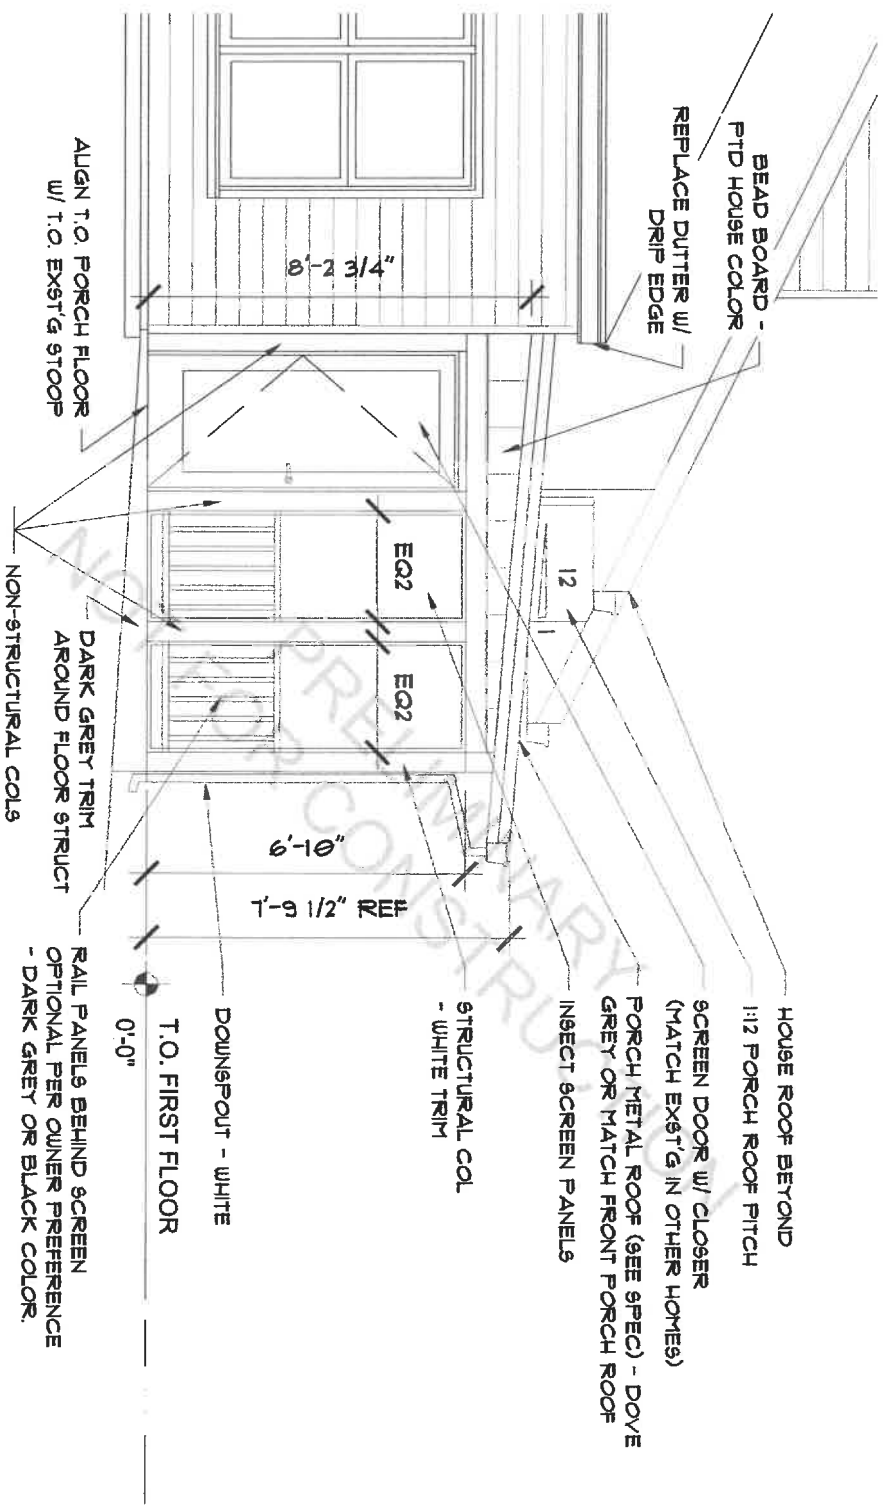 HOUSE ROOF BEYOND
1:12 PORCH ROOF PITCH
SCREEN DOOR W/ CLOSER
(MATCH EXST'G IN OTHER HOMES)
PORCH METAL ROOF (SEE SPEC) - DOVE
GREY OR MATCH FRONT PORCH ROOF
INSECT SCREEN PANELS
STRUCTURAL COL
- WHITE TRIM
DOWNSPOUT - WHITE
T.O. FIRST FLOOR
0'-0"
RAIL PANELS BEHIND SCREEN
OPTIONAL PER OWNER PREFERENCE
- DARK GREY OR BLACK COLOR.
BEAD BOARD -
PTD HOUSE COLOR
REPLACE DUTTER W/
DRIP EDGE
12
1
8'-2 3/4"
EQ2
EQ2
6'-10"
7'-9 1/2" REF
ALIGN T.O. PORCH FLOOR
W/ T.O. EXST'G STOOP
DARK GREY TRIM
AROUND FLOOR STRUCT
NON-STRUCTURAL COLS
PRELIMINARY
NOT FOR CONSTRUCTION